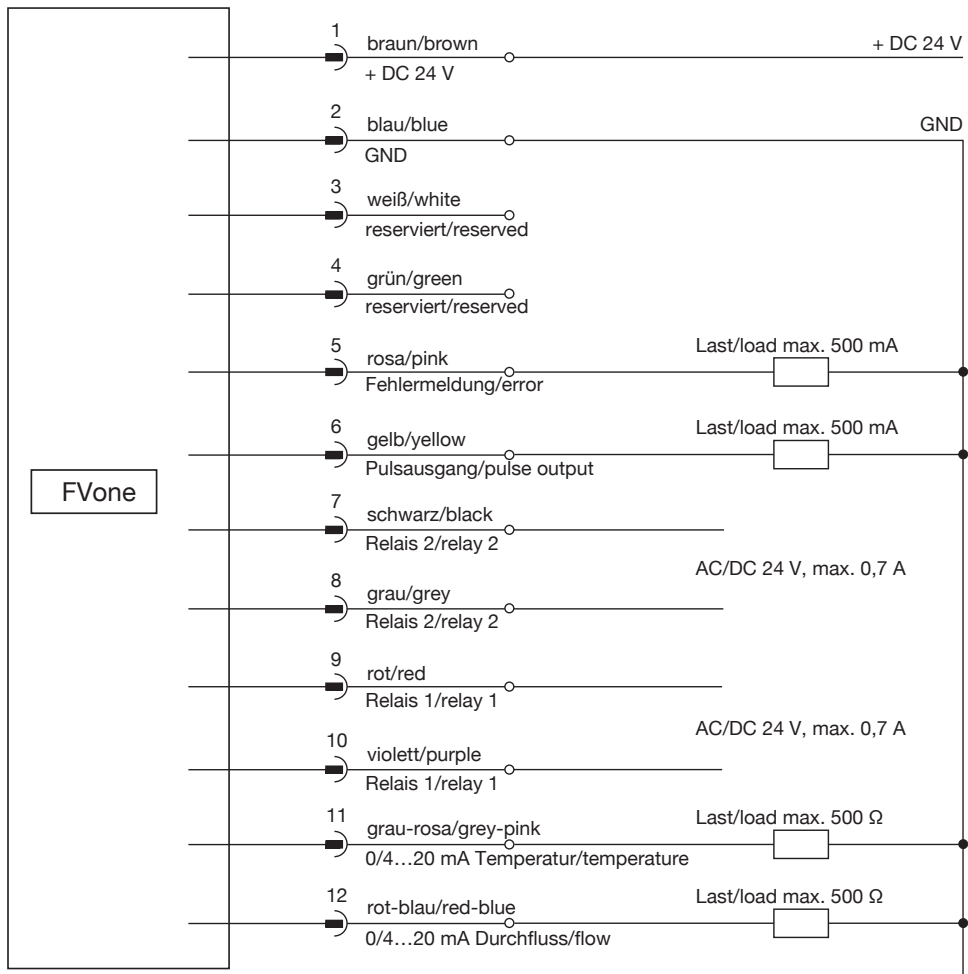 1
braun/brown
+ DC 24 V
+ DC 24 V
2
blau/blue
GND
GND
3
weiß/white
reserviert/reserved
4
grün/green
reserviert/reserved
5
rosa/pink
Last/load max. 500 mA
Fehlermeldung/error
6
gelb/yellow
Last/load max. 500 mA
Pulsausgang/pulse output
FVone
7
schwarz/black
Relais 2/relay 2
AC/DC 24 V, max. 0,7 A
8
grau/grey
Relais 2/relay 2
9
rot/red
Relais 1/relay 1
AC/DC 24 V, max. 0,7 A
10
violett/purple
Relais 1/relay 1
11
grau-rosa/grey-pink
Last/load max. 500 Ω
0/4…20 mA Temperatur/temperature
12
rot-blau/red-blue
Last/load max. 500 Ω
0/4…20 mA Durchfluss/flow